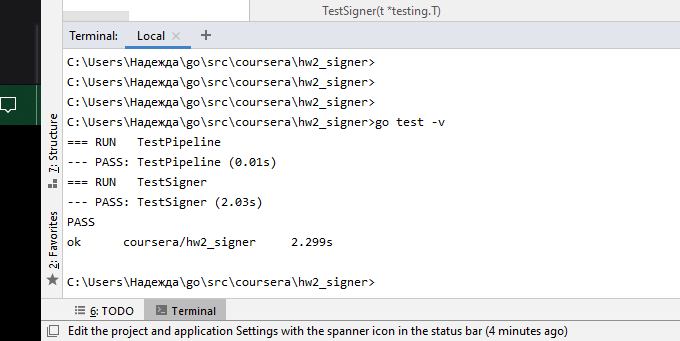 TestSigner(t *testing.T)
Terminal: Local × +
C:\Users\Надежда\go\src\coursera\hw2_signer>
C:\Users\Надежда\go\src\coursera\hw2_signer>
C:\Users\Надежда\go\src\coursera\hw2_signer>
C:\Users\Надежда\go\src\coursera\hw2_signer>go test -v
=== RUN   TestPipeline
--- PASS: TestPipeline (0.01s)
=== RUN   TestSigner
--- PASS: TestSigner (2.03s)
PASS
ok      coursera/hw2_signer     2.299s
C:\Users\Надежда\go\src\coursera\hw2_signer>
7: Structure
2: Favorites
6: TODO Terminal
Edit the project and application Settings with the spanner icon in the status bar (4 minutes ago)